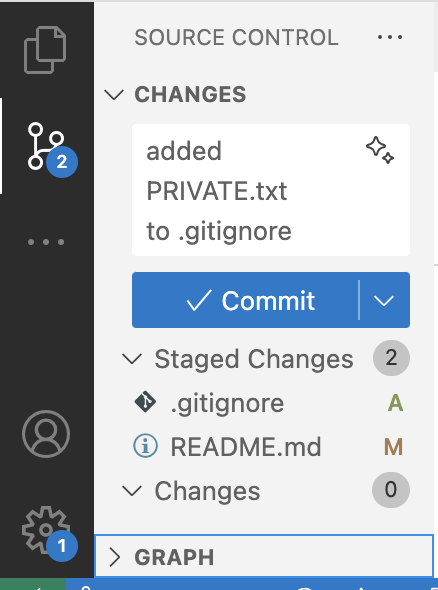 SOURCE CONTROL
CHANGES
added
PRIVATE.txt
to .gitignore
2
Commit
Staged Changes 2
.gitignore A
README.md M
Changes 0
1
GRAPH